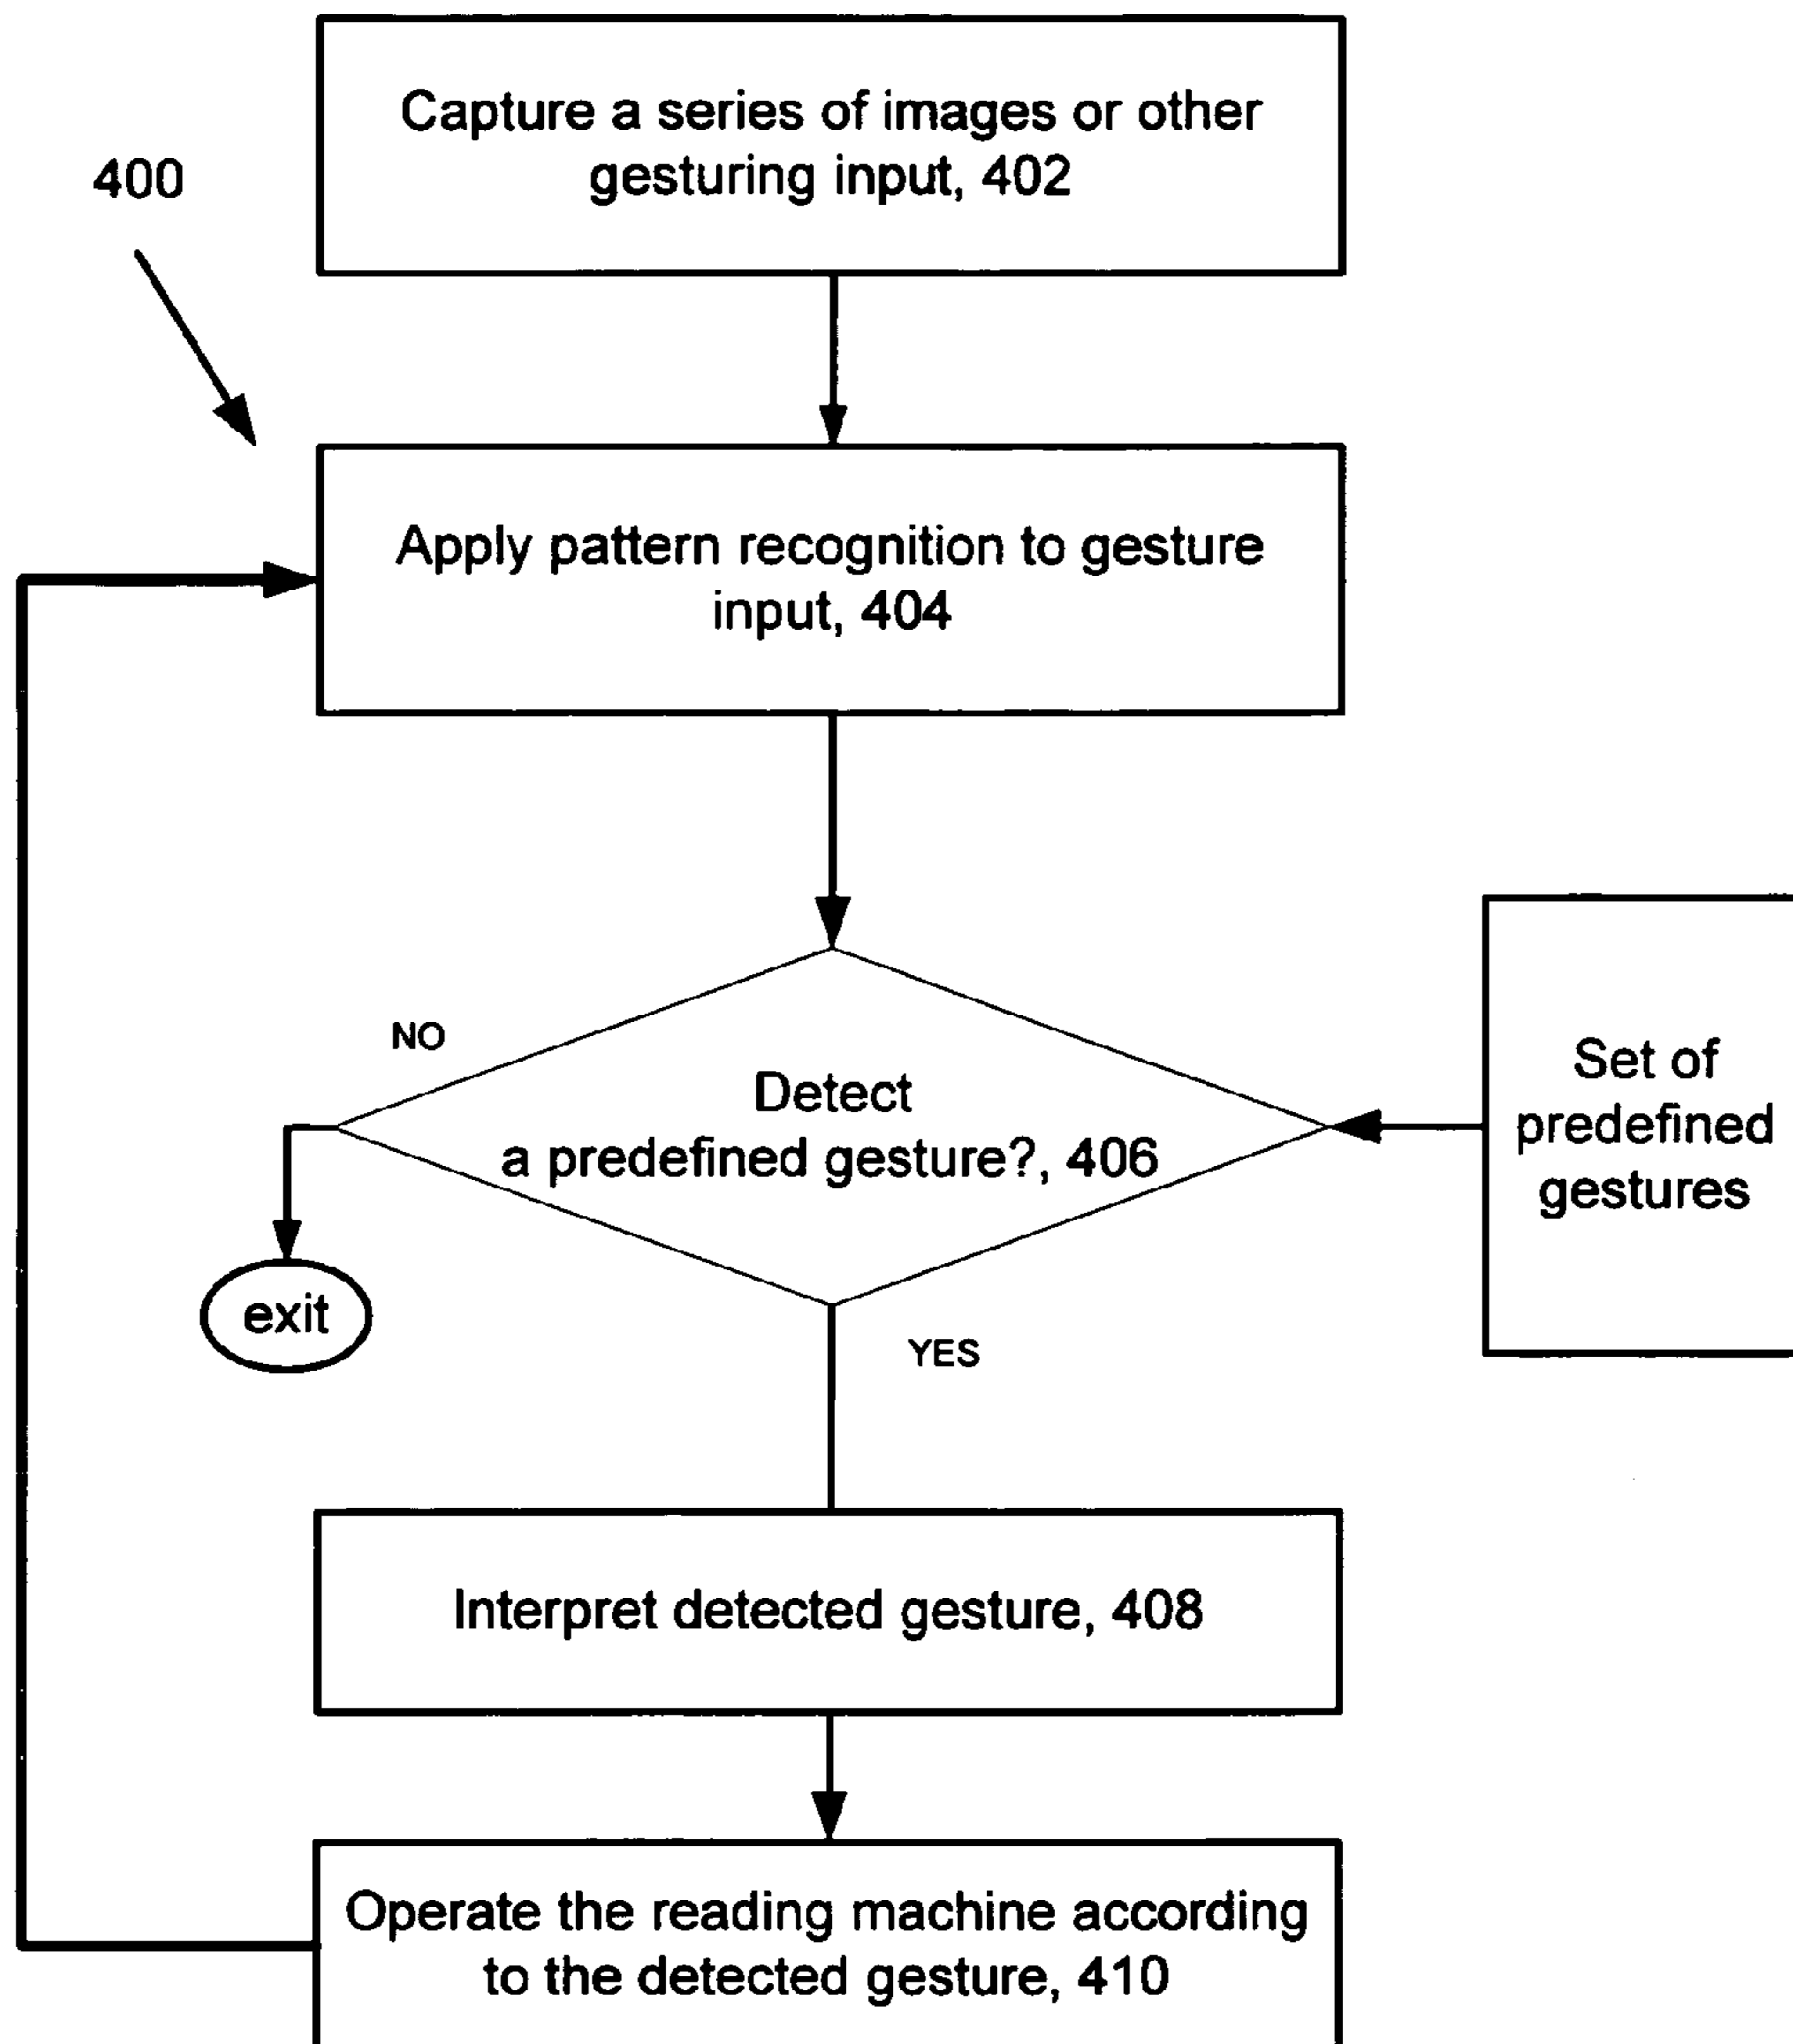 Capture a series of images or other
gesturing input, 402
400
Apply pattern recognition to gesture
input, 404
NO
Detect
a predefined gesture?, 406
Set of
predefined
gestures
exit
YES
Interpret detected gesture, 408
Operate the reading machine according
to the detected gesture, 410